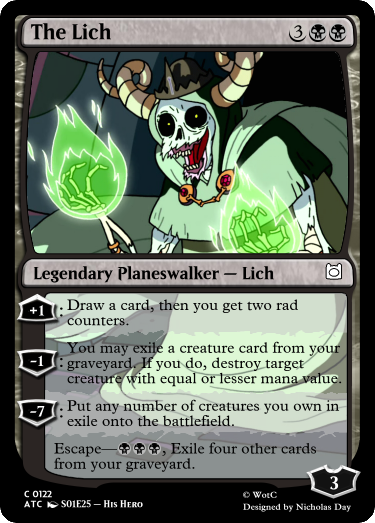 The Lich 3
Legendary Planeswalker — Lich
+1: Draw a card, then you get two rad
counters.
-1: You may exile a creature card from your
graveyard. If you do, destroy target
creature with equal or lesser mana value.
-7: Put any number of creatures you own in
exile onto the battlefield.
Escape—, Exile four other cards
from your graveyard.
3
C 0122
ATC S01E25 — His Hero
© WotC
Designed by Nicholas Day